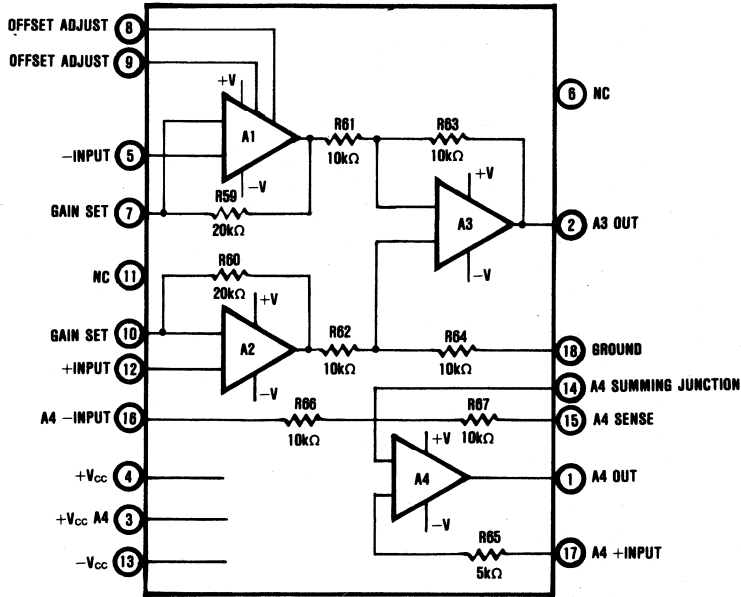 OFFSET ADJUST 8
OFFSET ADJUST 9
+V
A1
-V
R61
10kΩ
R63
10kΩ
6 NC
-INPUT 5
GAIN SET 7
R59
20kΩ
+V
A3
-V
2 A3 OUT
NC 11
R60
20kΩ
GAIN SET 10
+V
A2
-V
R62
10kΩ
R64
10kΩ
18 GROUND
+INPUT 12
14 A4 SUMMING JUNCTION
A4 -INPUT 16
R66
10kΩ
R67
10kΩ
15 A4 SENSE
+V
A4
-V
+Vcc 4
1 A4 OUT
+Vcc A4 3
R65
5kΩ
17 A4 +INPUT
-Vcc 13